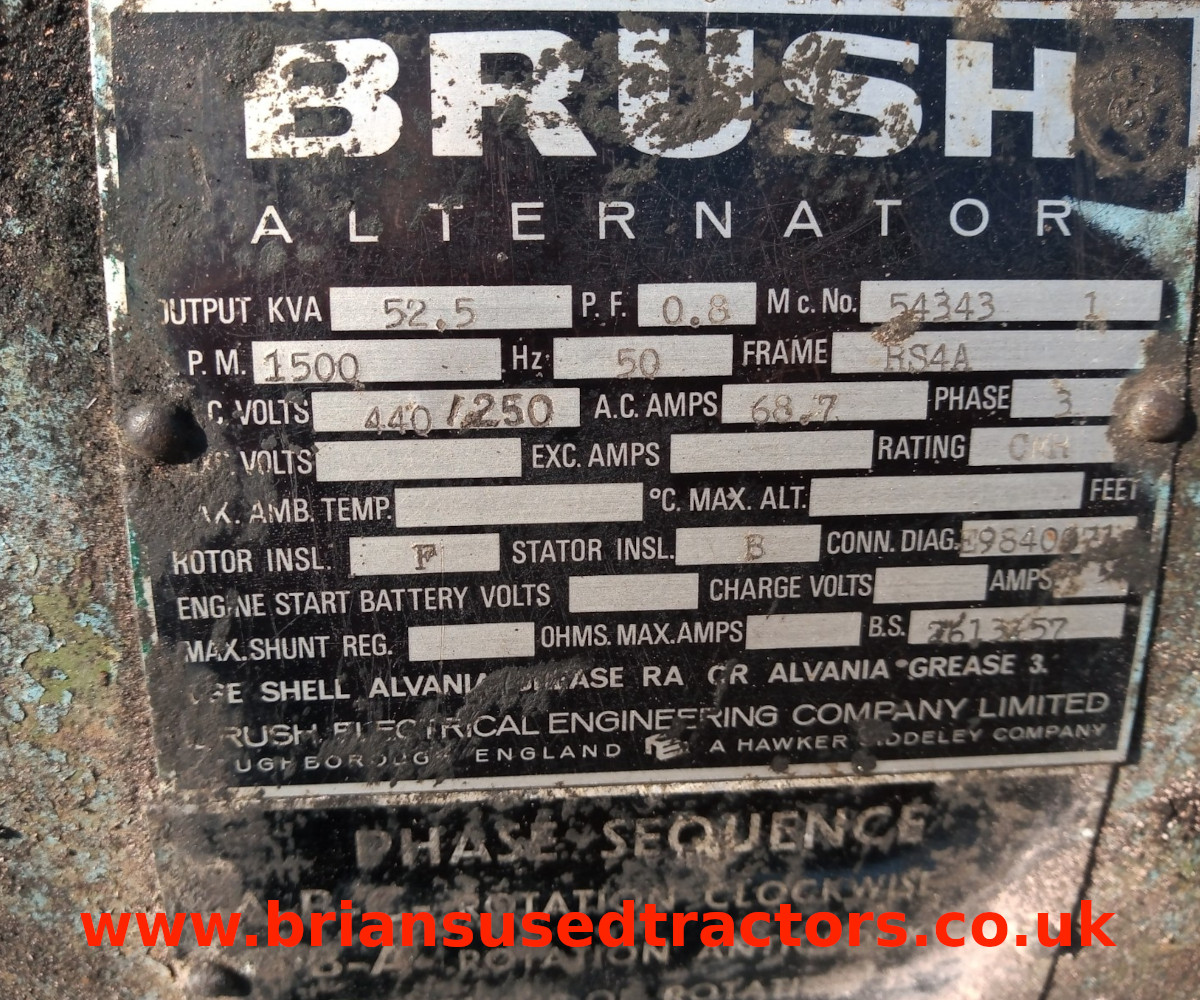 BRUSH
ALTERNATOR
OUTPUT KVA 52.5 P.F. 0.8 Mc. No. 54343 1
P.M. 1500 Hz 50 FRAME RS4A
C. VOLTS 440/250 A.C. AMPS 68.7 PHASE 3
VOLTS EXC. AMPS RATING
AMB. TEMP. °C. MAX. ALT. FEET
ROTOR INSL. F STATOR INSL. B CONN. DIAG.
ENGINE START BATTERY VOLTS CHARGE VOLTS AMPS
MAX. SHUNT REG. OHMS. MAX. AMPS B.S.
SHELL ALVANIA GREASE RA OR ALVANIA GREASE 3.
BRUSH ELECTRICAL ENGINEERING COMPANY LIMITED
LOUGHBOROUGH ENGLAND A HAWKER SIDDELEY COMPANY
PHASE SEQUENCE
ROTATION CLOCKWISE
www.briansusedtractors.co.uk
ROTATION